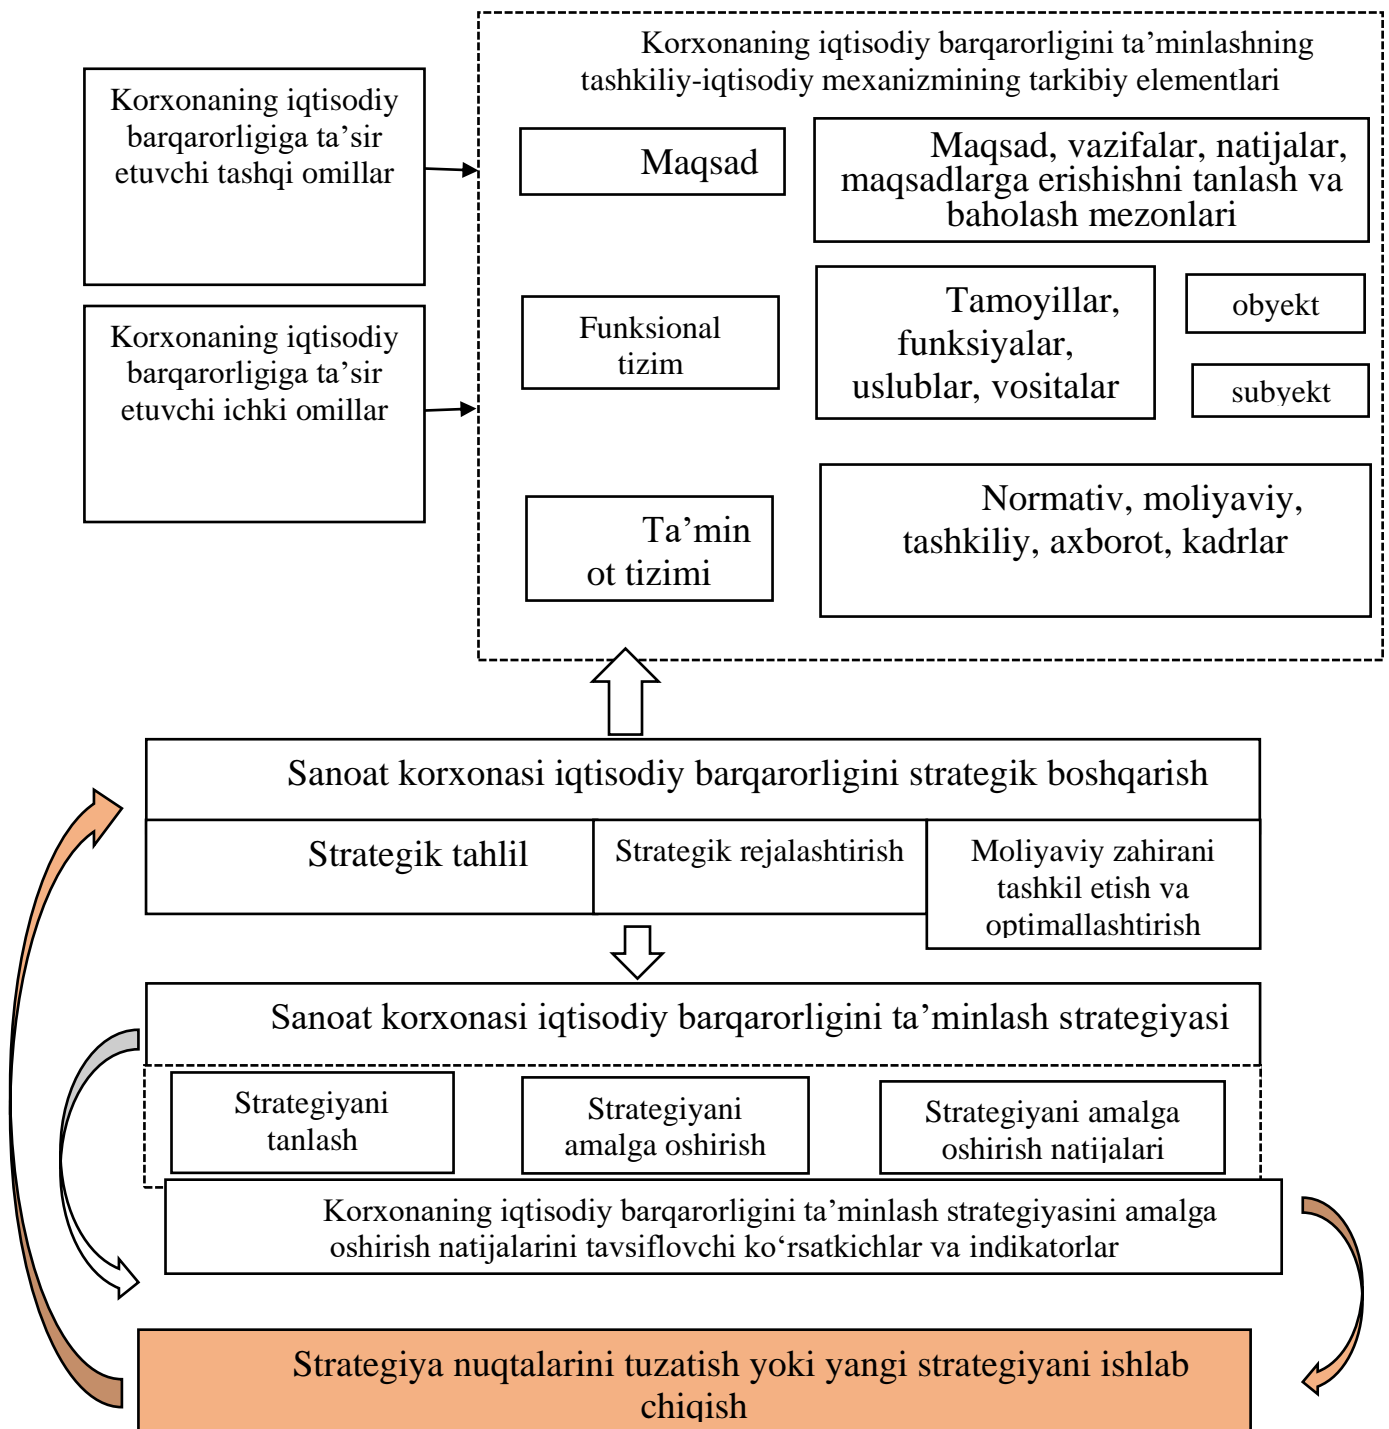 Korxonaning iqtisodiy barqarorligini ta’minlashning
tashkiliy-iqtisodiy mexanizmining tarkibiy elementlari
Korxonaning iqtisodiy
barqarorligiga ta’sir
etuvchi tashqi omillar
Maqsad
Maqsad, vazifalar, natijalar,
maqsadlarga erishishni tanlash va
baholash mezonlari
Korxonaning iqtisodiy
barqarorligiga ta’sir
etuvchi ichki omillar
Funksional
tizim
Tamoyillar,
funksiyalar,
uslublar, vositalar
obyekt
subyekt
Ta’min
ot tizimi
Normativ, moliyaviy,
tashkiliy, axborot, kadrlar
Sanoat korxonasi iqtisodiy barqarorligini strategik boshqarish
Strategik tahlil
Strategik rejalashtirish
Moliyaviy zahirani
tashkil etish va
optimallashtirish
Sanoat korxonasi iqtisodiy barqarorligini ta’minlash strategiyasi
Strategiyani
tanlash
Strategiyani
amalga oshirish
Strategiyani amalga
oshirish natijalari
Korxonaning iqtisodiy barqarorligini ta’minlash strategiyasini amalga
oshirish natijalarini tavsiflovchi ko‘rsatkichlar va indikatorlar
Strategiya nuqtalarini tuzatish yoki yangi strategiyani ishlab
chiqish